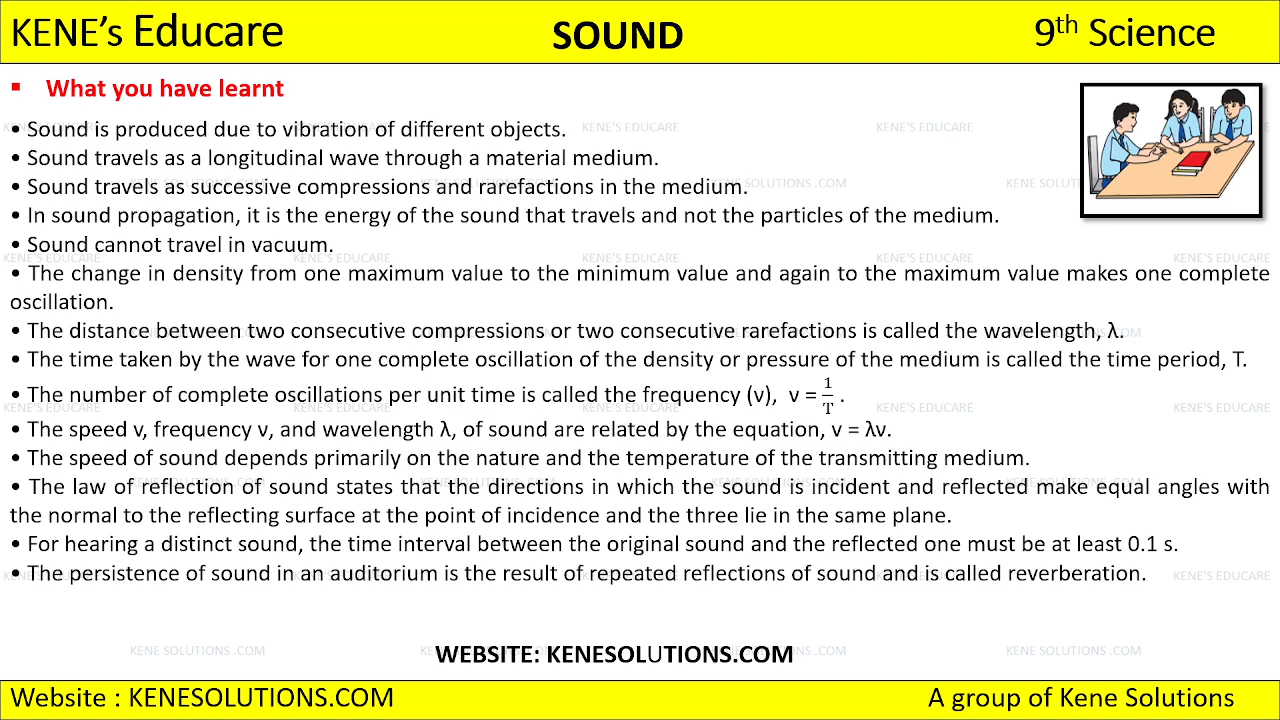 KENE's Educare SOUND 9th Science
▪ What you have learnt
• Sound is produced due to vibration of different objects.
• Sound travels as a longitudinal wave through a material medium.
• Sound travels as successive compressions and rarefactions in the medium.
• In sound propagation, it is the energy of the sound that travels and not the particles of the medium.
• Sound cannot travel in vacuum.
• The change in density from one maximum value to the minimum value and again to the maximum value makes one complete
oscillation.
• The distance between two consecutive compressions or two consecutive rarefactions is called the wavelength, λ.
• The time taken by the wave for one complete oscillation of the density or pressure of the medium is called the time period, T.
• The number of complete oscillations per unit time is called the frequency (ν), ν = 1/T .
• The speed v, frequency ν, and wavelength λ, of sound are related by the equation, v = λν.
• The speed of sound depends primarily on the nature and the temperature of the transmitting medium.
• The law of reflection of sound states that the directions in which the sound is incident and reflected make equal angles with
the normal to the reflecting surface at the point of incidence and the three lie in the same plane.
• For hearing a distinct sound, the time interval between the original sound and the reflected one must be at least 0.1 s.
• The persistence of sound in an auditorium is the result of repeated reflections of sound and is called reverberation.
WEBSITE: KENESOLUTIONS.COM
Website : KENESOLUTIONS.COM A group of Kene Solutions